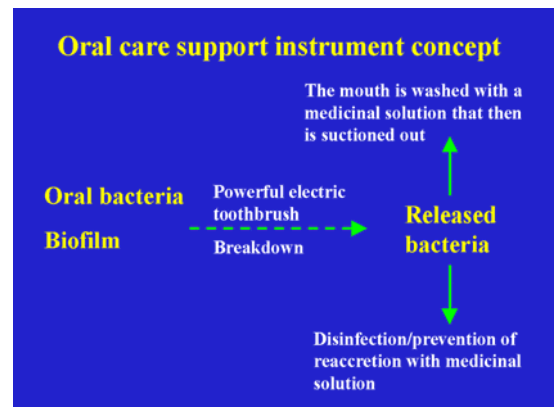 Oral care support instrument concept
The mouth is washed with a
medicinal solution that then
is suctioned out
Oral bacteria
Biofilm
Powerful electric
toothbrush
Breakdown
Released
bacteria
Disinfection/prevention of
reaccretion with medicinal
solution